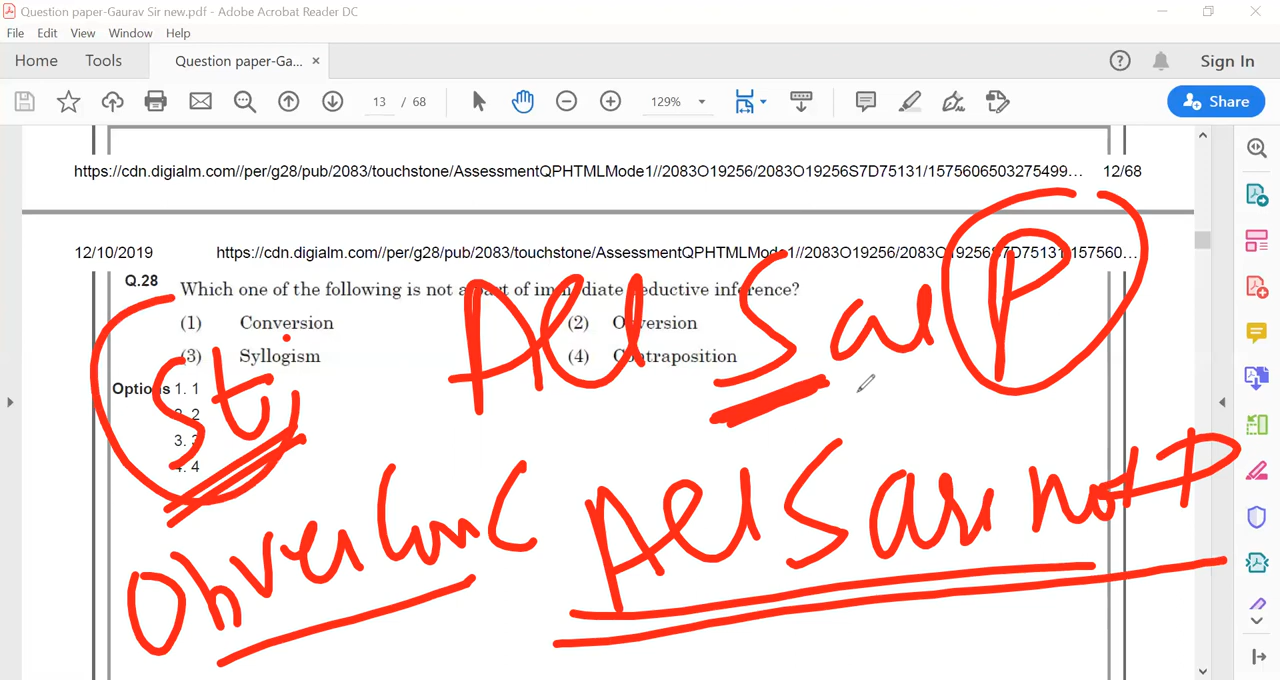 Question paper-Gaurav Sir new.pdf - Adobe Acrobat Reader DC
File Edit View Window Help
Home Tools Question paper-Ga... × Sign In
13 / 68 129% Share
https://cdn.digialm.com//per/g28/pub/2083/touchstone/AssessmentQPHTMLMode1//2083O19256/2083O19256S7D75131/1575606503275499... 12/68
12/10/2019 https://cdn.digialm.com//per/g28/pub/2083/touchstone/AssessmentQPHTMLMode1//2083O19256/2083O19256S7D75131/157560...
Q.28 Which one of the following is not a part of immediate deductive inference?
(1) Conversion (2) Obversion
(3) Syllogism (4) Contraposition
All S are P
Sti
Options 1. 1
2. 2
3. 3
4. 4
All S are not P